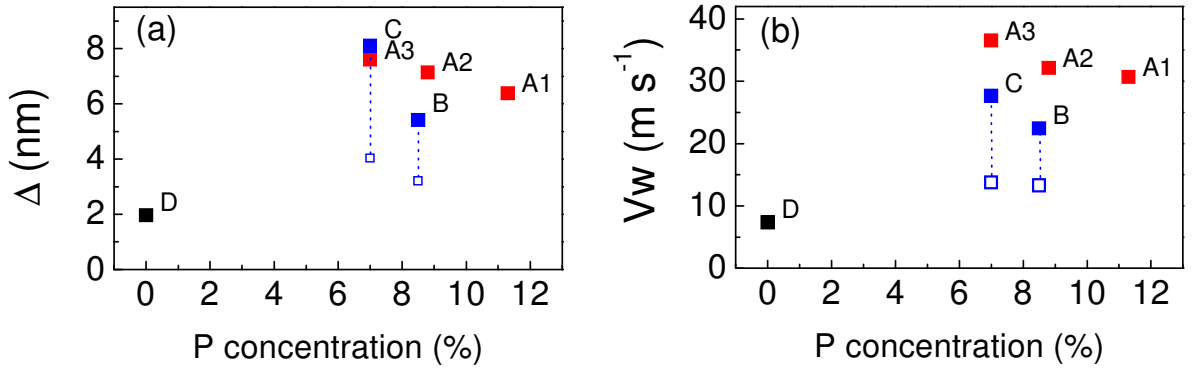 (a)
C
A3
A2
A1
B
D
8
6
4
2
0
Δ (nm)
0 2 4 6 8 10 12
P concentration (%)
(b)
A3
A2
A1
C
B
D
40
30
20
10
0
Vw (m s⁻¹)
0 2 4 6 8 10 12
P concentration (%)